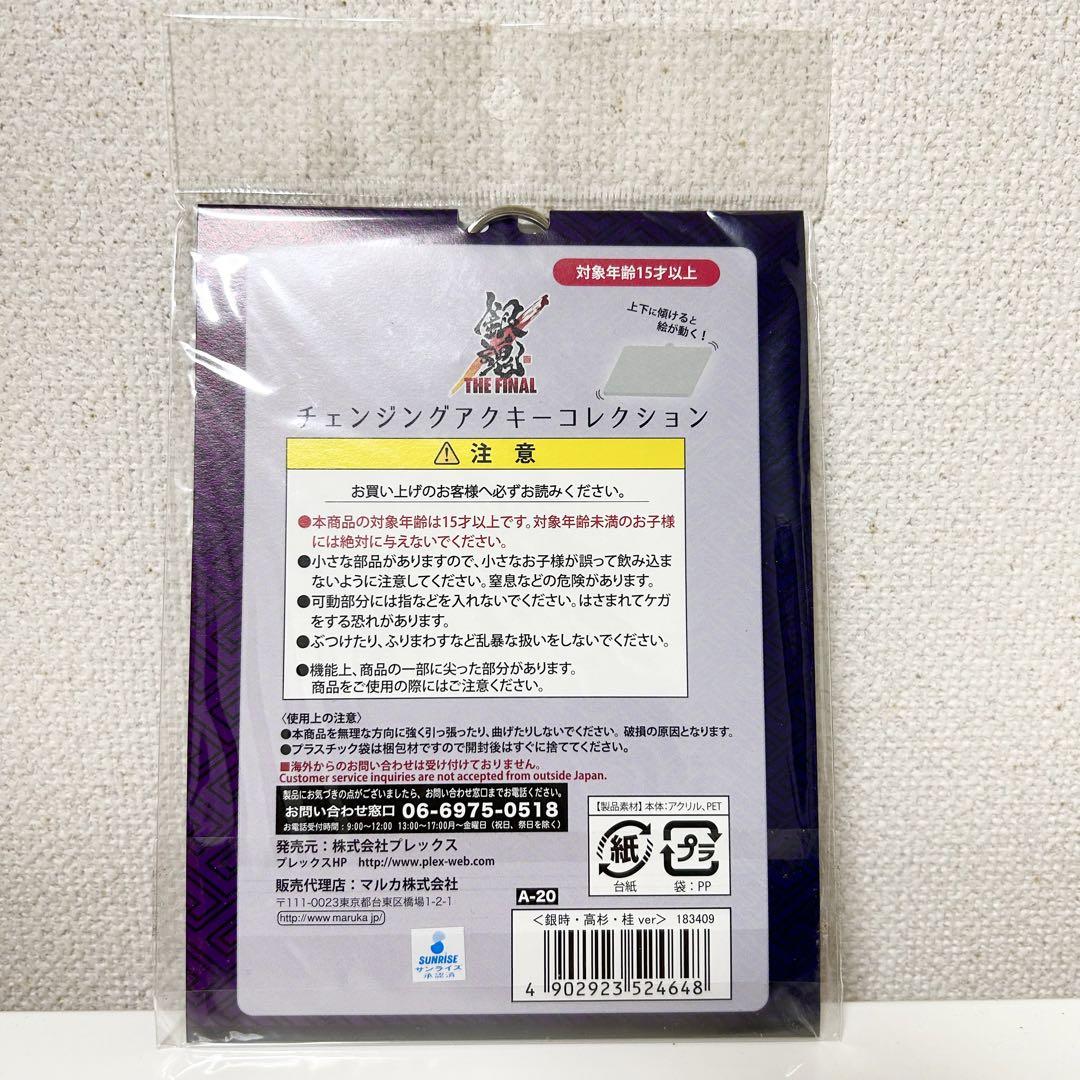 対象年齢15才以上
銀魂
THE FINAL
上下に傾けると
絵が動く!
チェンジングアクキーコレクション
注 意
お買い上げのお客様へ必ずお読みください。
●本商品の対象年齢は15才以上です。対象年齢未満のお子様
には絶対に与えないでください。
●小さな部品がありますので、小さなお子様が誤って飲み込ま
ないように注意してください。窒息などの危険があります。
●可動部分には指などを入れないでください。はさまれてケガ
をする恐れがあります。
●ぶつけたり、ふりまわすなど乱暴な扱いをしないでください。
●機能上、商品の一部に尖った部分があります。
商品をご使用の際にはご注意ください。
〈使用上の注意〉
●本商品を無理な方向に強く引っ張ったり、曲げたりしないでください。破損の原因となります。
●プラスチック袋は梱包材ですので開封後はすぐに捨ててください。
■海外からのお問い合わせは受け付けておりません。
Customer service inquiries are not accepted from outside Japan.
製品にお気づきの点がございましたら、お問い合わせ窓口までお電話ください。
お問い合わせ窓口 06-6975-0518
お電話受付時間:9:00~12:00 13:00~17:00月~金曜日(祝日、祭日を除く)
発売元:株式会社プレックス
プレックスHP http://www.plex-web.com
販売代理店:マルカ株式会社
〒111-0023東京都台東区橋場1-2-1
http://www.maruka.jp/
SUNRISE
サンライズ
承認済
【製品素材】本体:アクリル、PET
紙
台紙
プラ
袋:PP
A-20
<銀時・高杉・桂 ver> 183409
4 902923 524648